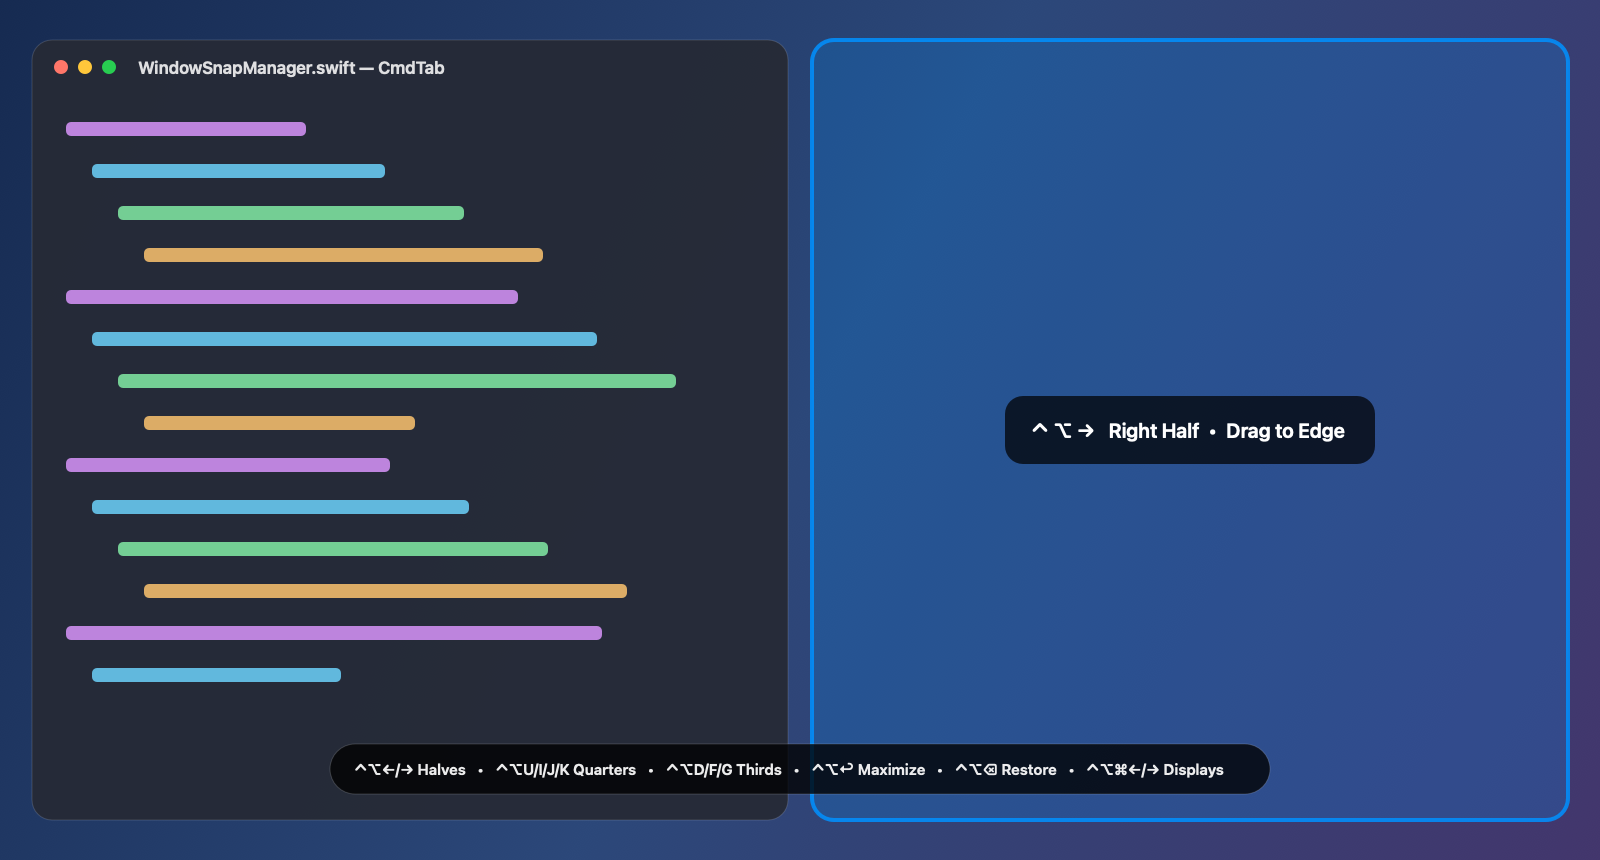 WindowSnapManager.swift — CmdTab
⌃⌥→ Right Half • Drag to Edge
⌃⌥←/→ Halves • ⌃⌥U/I/J/K Quarters • ⌃⌥D/F/G Thirds • ⌃⌥↩ Maximize • ⌃⌥⌫ Restore • ⌃⌥⌘←/→ Displays